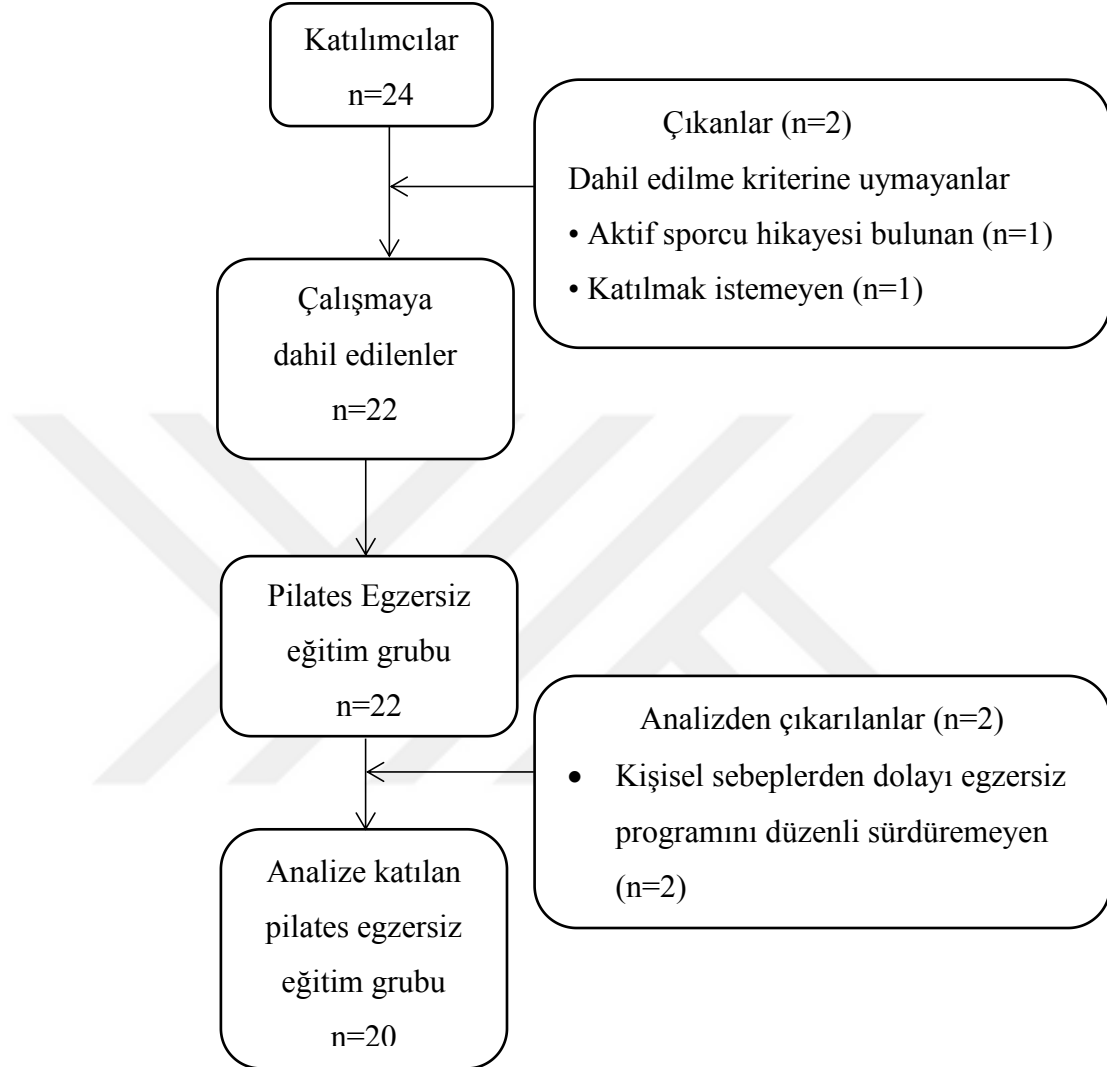 Katılımcılar
n=24
Çıkanlar (n=2)
Dahil edilme kriterine uymayanlar
• Aktif sporcu hikayesi bulunan (n=1)
• Katılmak istemeyen (n=1)
Çalışmaya
dahil edilenler
n=22
Pilates Egzersiz
eğitim grubu
n=22
Analizden çıkarılanlar (n=2)
• Kişisel sebeplerden dolayı egzersiz
programını düzenli sürdüremeyen
(n=2)
Analize katılan
pilates egzersiz
eğitim grubu
n=20